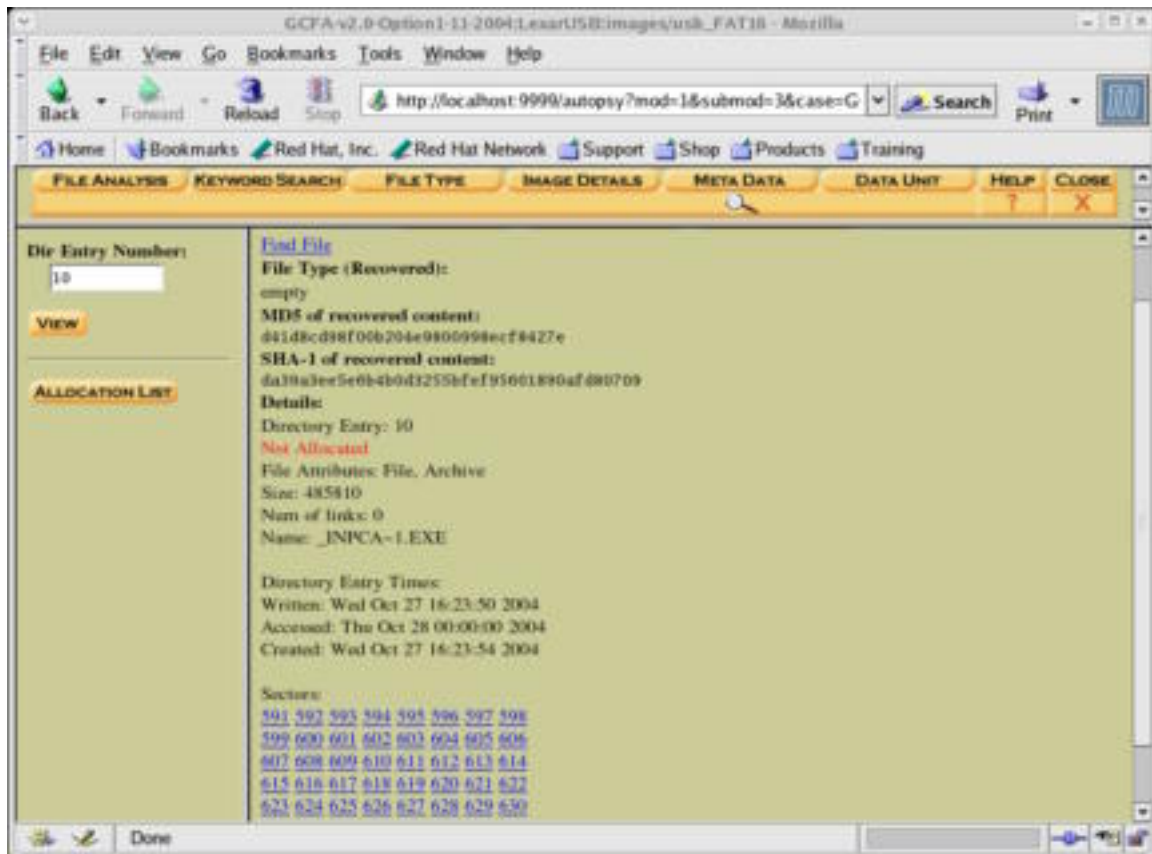 GCFA-v2.0-Option1-11-2004:LexarUSB:images/usb_FAT16 - Mozilla
File Edit View Go Bookmarks Tools Window Help
Back Forward Reload Stop http://localhost:9999/autopsy?mod=1&submod=3&case=G Search Print
Home Bookmarks Red Hat, Inc. Red Hat Network Support Shop Products Training
FILE ANALYSIS KEYWORD SEARCH FILE TYPE IMAGE DETAILS META DATA DATA UNIT HELP CLOSE
? X
Dir Entry Number:
10
VIEW
ALLOCATION LIST
Find File
File Type (Recovered):
empty
MD5 of recovered content:
d41d8cd98f00b204e9800998ecf8427e
SHA-1 of recovered content:
da39a3ee5e6b4b0d3255bfef95601890afd80709
Details:
Directory Entry: 10
Not Allocated
File Attributes: File, Archive
Size: 485810
Num of links: 0
Name: _INPCA~1.EXE
Directory Entry Times:
Written: Wed Oct 27 16:23:50 2004
Accessed: Thu Oct 28 00:00:00 2004
Created: Wed Oct 27 16:23:54 2004
Sectors:
591 592 593 594 595 596 597 598
599 600 601 602 603 604 605 606
607 608 609 610 611 612 613 614
615 616 617 618 619 620 621 622
623 624 625 626 627 628 629 630
Done